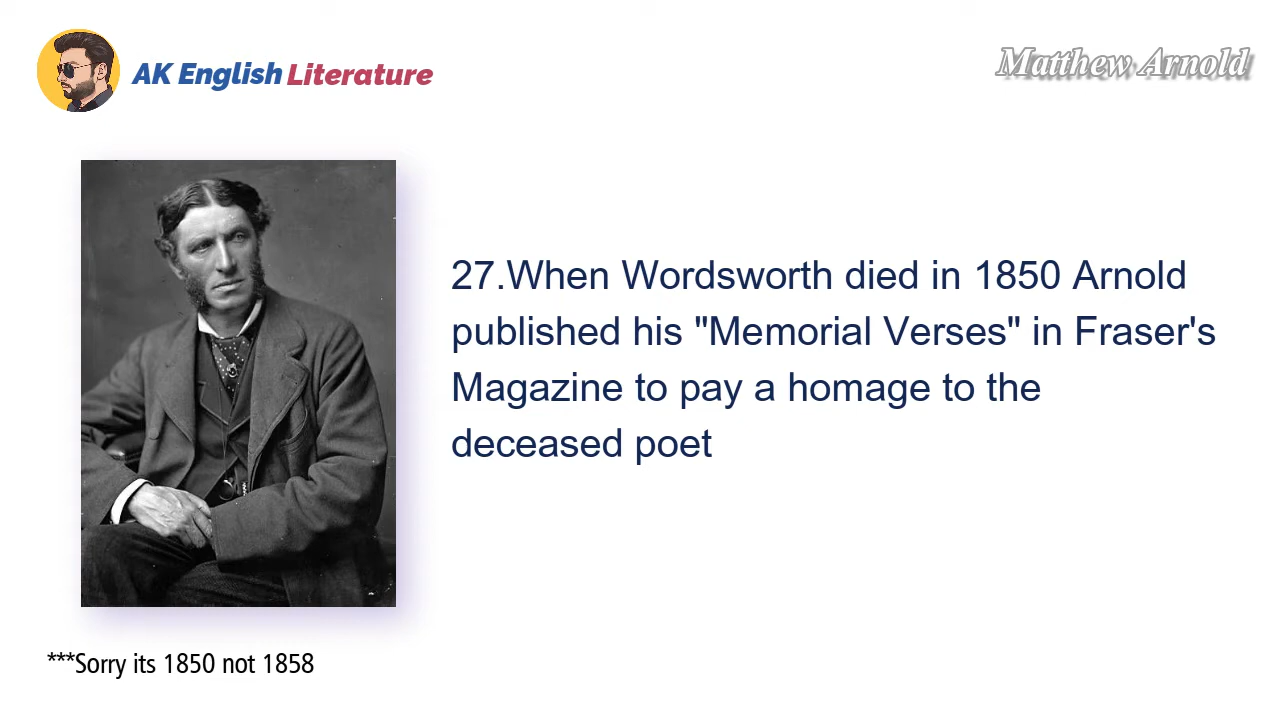 AK English Literature
Matthew Arnold
27.When Wordsworth died in 1850 Arnold
published his "Memorial Verses" in Fraser's
Magazine to pay a homage to the
deceased poet
***Sorry its 1850 not 1858